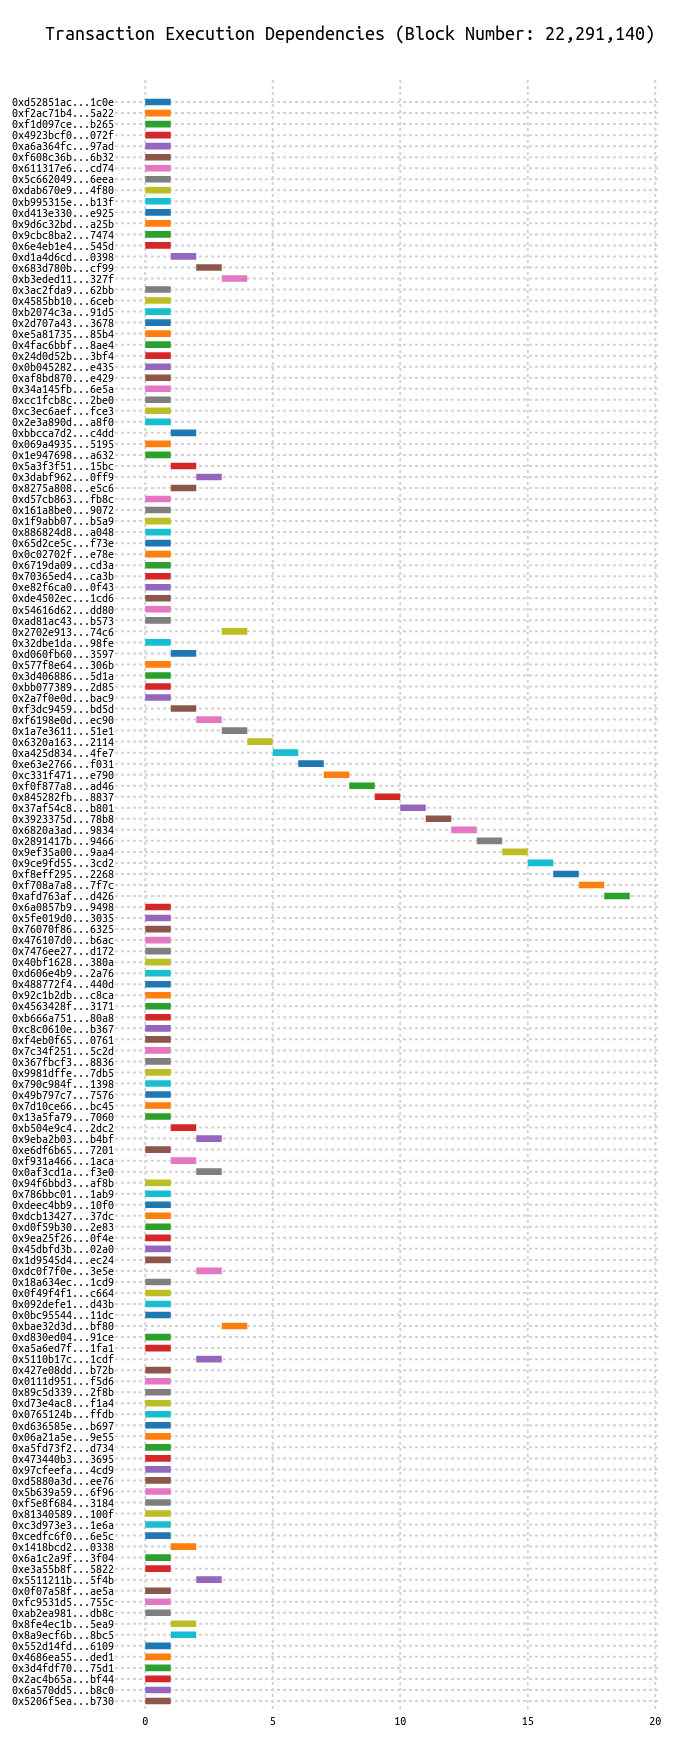 Transaction Execution Dependencies (Block Number: 22,291,140)
0xd52851ac...1c0e
0xf2ac71b4...5a22
0xf1d097ce...b265
0x4923bcf0...072f
0xa6a364fc...97ad
0xf608c36b...6b32
0x611317e6...cd74
0x5c662049...6eea
0xdab670e9...4f80
0xb995315e...b13f
0xd413e330...e925
0x9d6c32bd...a25b
0x9cbc8ba2...7474
0x6e4eb1e4...545d
0xd1a4d6cd...0398
0x683d780b...cf99
0xb3eded11...327f
0x3ac2fda9...62bb
0x4585bb10...6ceb
0xb2074c3a...91d5
0x2d707a43...3678
0xe5a81735...85b4
0x4fac6bbf...8ae4
0x24d0d52b...3bf4
0x0b045282...e435
0xaf8bd870...e429
0x34a145fb...6e5a
0xcc1fcb8c...2be0
0xc3ec6aef...fce3
0x2e3a890d...a8f0
0xbbcca7d2...c4dd
0x069a4935...5195
0x1e947698...a632
0x5a3f3f51...15bc
0x3dabf962...0ff9
0x8275a808...e5c6
0xd57cb863...fb8c
0x161a8be0...9072
0x1f9abb07...b5a9
0x886824d8...a048
0x65d2ce5c...f73e
0x0c02702f...e78e
0x6719da09...cd3a
0x70365ed4...ca3b
0xe82f6ca0...0f43
0xde4502ec...1cd6
0x54616d62...dd80
0xad81ac43...b573
0x2702e913...74c6
0x32dbe1da...98fe
0xd060fb60...3597
0x577f8e64...306b
0x3d406886...5d1a
0xbb077389...2d85
0x2a7f0e0d...bac9
0xf3dc9459...bd5d
0xf6198e0d...ec90
0x1a7e3611...51e1
0x6320a163...2114
0xa425d834...4fe7
0xe63e2766...f031
0xc331f471...e790
0xf0f877a8...ad46
0x845282fb...8837
0x37af54c8...b801
0x3923375d...78b8
0x6820a3ad...9834
0x2891417b...9466
0x9ef35a00...9aa4
0x9ce9fd55...3cd2
0xf8eff295...2268
0xf708a7a8...7f7c
0xafd763af...d426
0x6a0857b9...9498
0x5fe019d0...3035
0x76070f86...6325
0x476107d0...b6ac
0x7476ee27...d172
0x40bf1628...380a
0xd606e4b9...2a76
0x488772f4...440d
0x92c1b2db...c8ca
0x4563428f...3171
0xb666a751...80a8
0xc8c0610e...b367
0xf4eb0f65...0761
0x7c34f251...5c2d
0x367fbcf3...8836
0x9981dffe...7db5
0x790c984f...1398
0x49b797c7...7576
0x7d10ce66...bc45
0x13a5fa79...7060
0xb504e9c4...2dc2
0x9eba2b03...b4bf
0xe6df6b65...7201
0xf931a466...1aca
0x0af3cd1a...f3e0
0x94f6bbd3...af8b
0x786bbc01...1ab9
0xdeec4bb9...10f0
0xdcb13427...37dc
0xd0f59b30...2e83
0x9ea25f26...0f4e
0x45dbfd3b...02a0
0x1d9545d4...ec24
0xdc0f7f0e...3e5e
0x18a634ec...1cd9
0x0f49f4f1...c664
0x092defe1...d43b
0x0bc95544...11dc
0xbae32d3d...bf80
0xd830ed04...91ce
0xa5a6ed7f...1fa1
0x5110b17c...1cdf
0x427e08dd...b72b
0x0111d951...f5d6
0x89c5d339...2f8b
0xd73e4ac8...f1a4
0x0765124b...ffdb
0xd636585e...b697
0x06a21a5e...9e55
0xa5fd73f2...d734
0x473440b3...3695
0x97cfeefa...4cd9
0xd5880a3d...ee76
0x5b639a59...6f96
0xf5e8f684...3184
0x81340589...100f
0xc3d973e3...1e6a
0xcedfc6f0...6e5c
0x1418bcd2...0338
0x6a1c2a9f...3f04
0xe3a55b8f...5822
0x5511211b...5f4b
0x0f07a58f...ae5a
0xfc9531d5...755c
0xab2ea981...db8c
0x8fe4ec1b...5ea9
0x8a9ecf6b...8bc5
0x552d14fd...6109
0x4686ea55...ded1
0x3d4fdf70...75d1
0x2ac4b65a...bf44
0x6a570dd5...b8c0
0x5206f5ea...b730
0 5 10 15 20